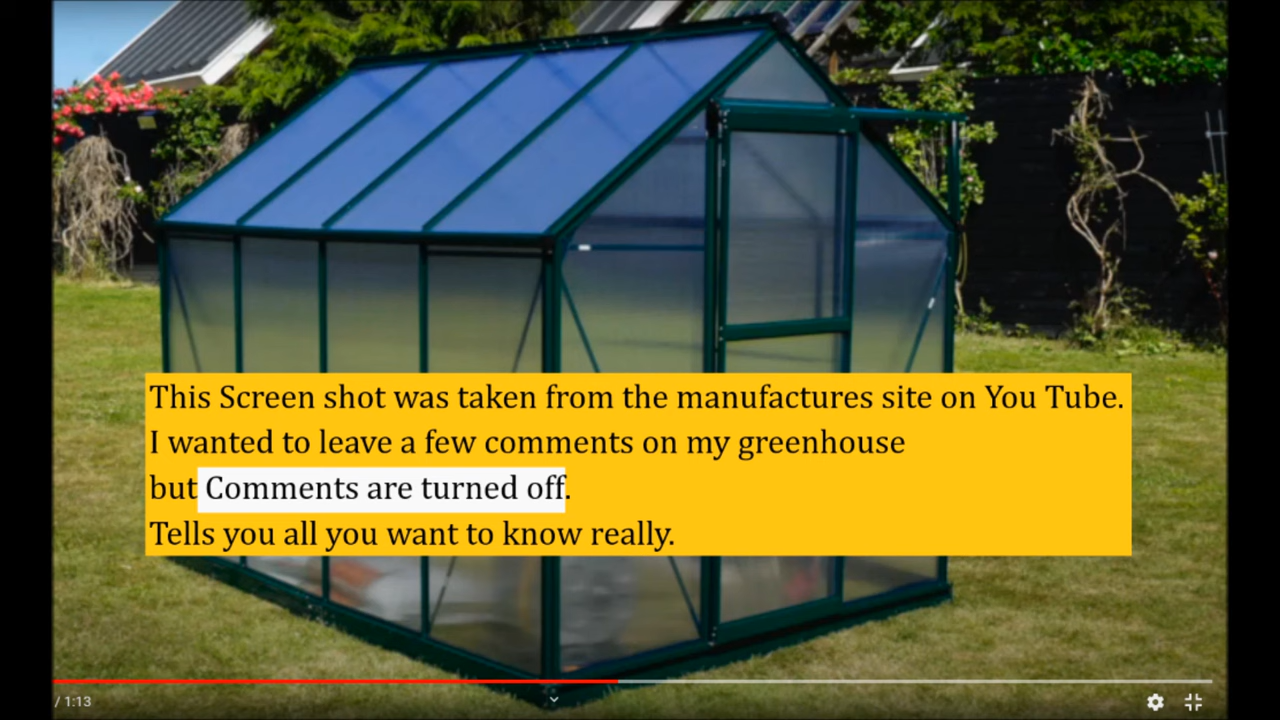 This Screen shot was taken from the manufactures site on You Tube.
I wanted to leave a few comments on my greenhouse
but Comments are turned off.
Tells you all you want to know really.
/ 1:13